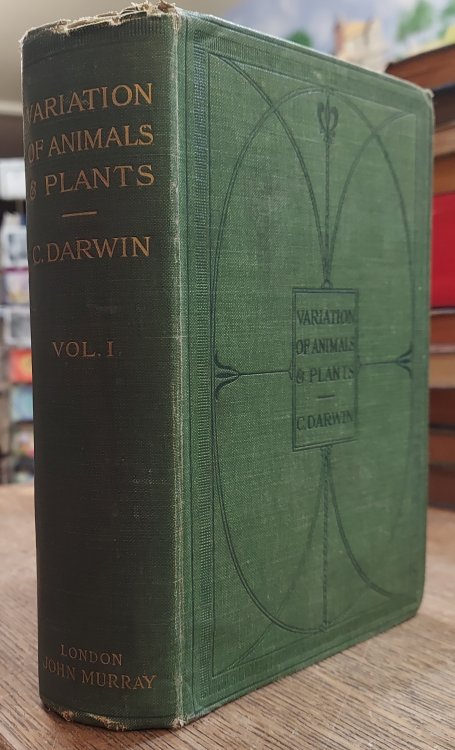 VARIATION
OF ANIMALS
& PLANTS
C. DARWIN
VOL. I
LONDON
JOHN MURRAY
VARIATION
OF ANIMALS
& PLANTS
C. DARWIN